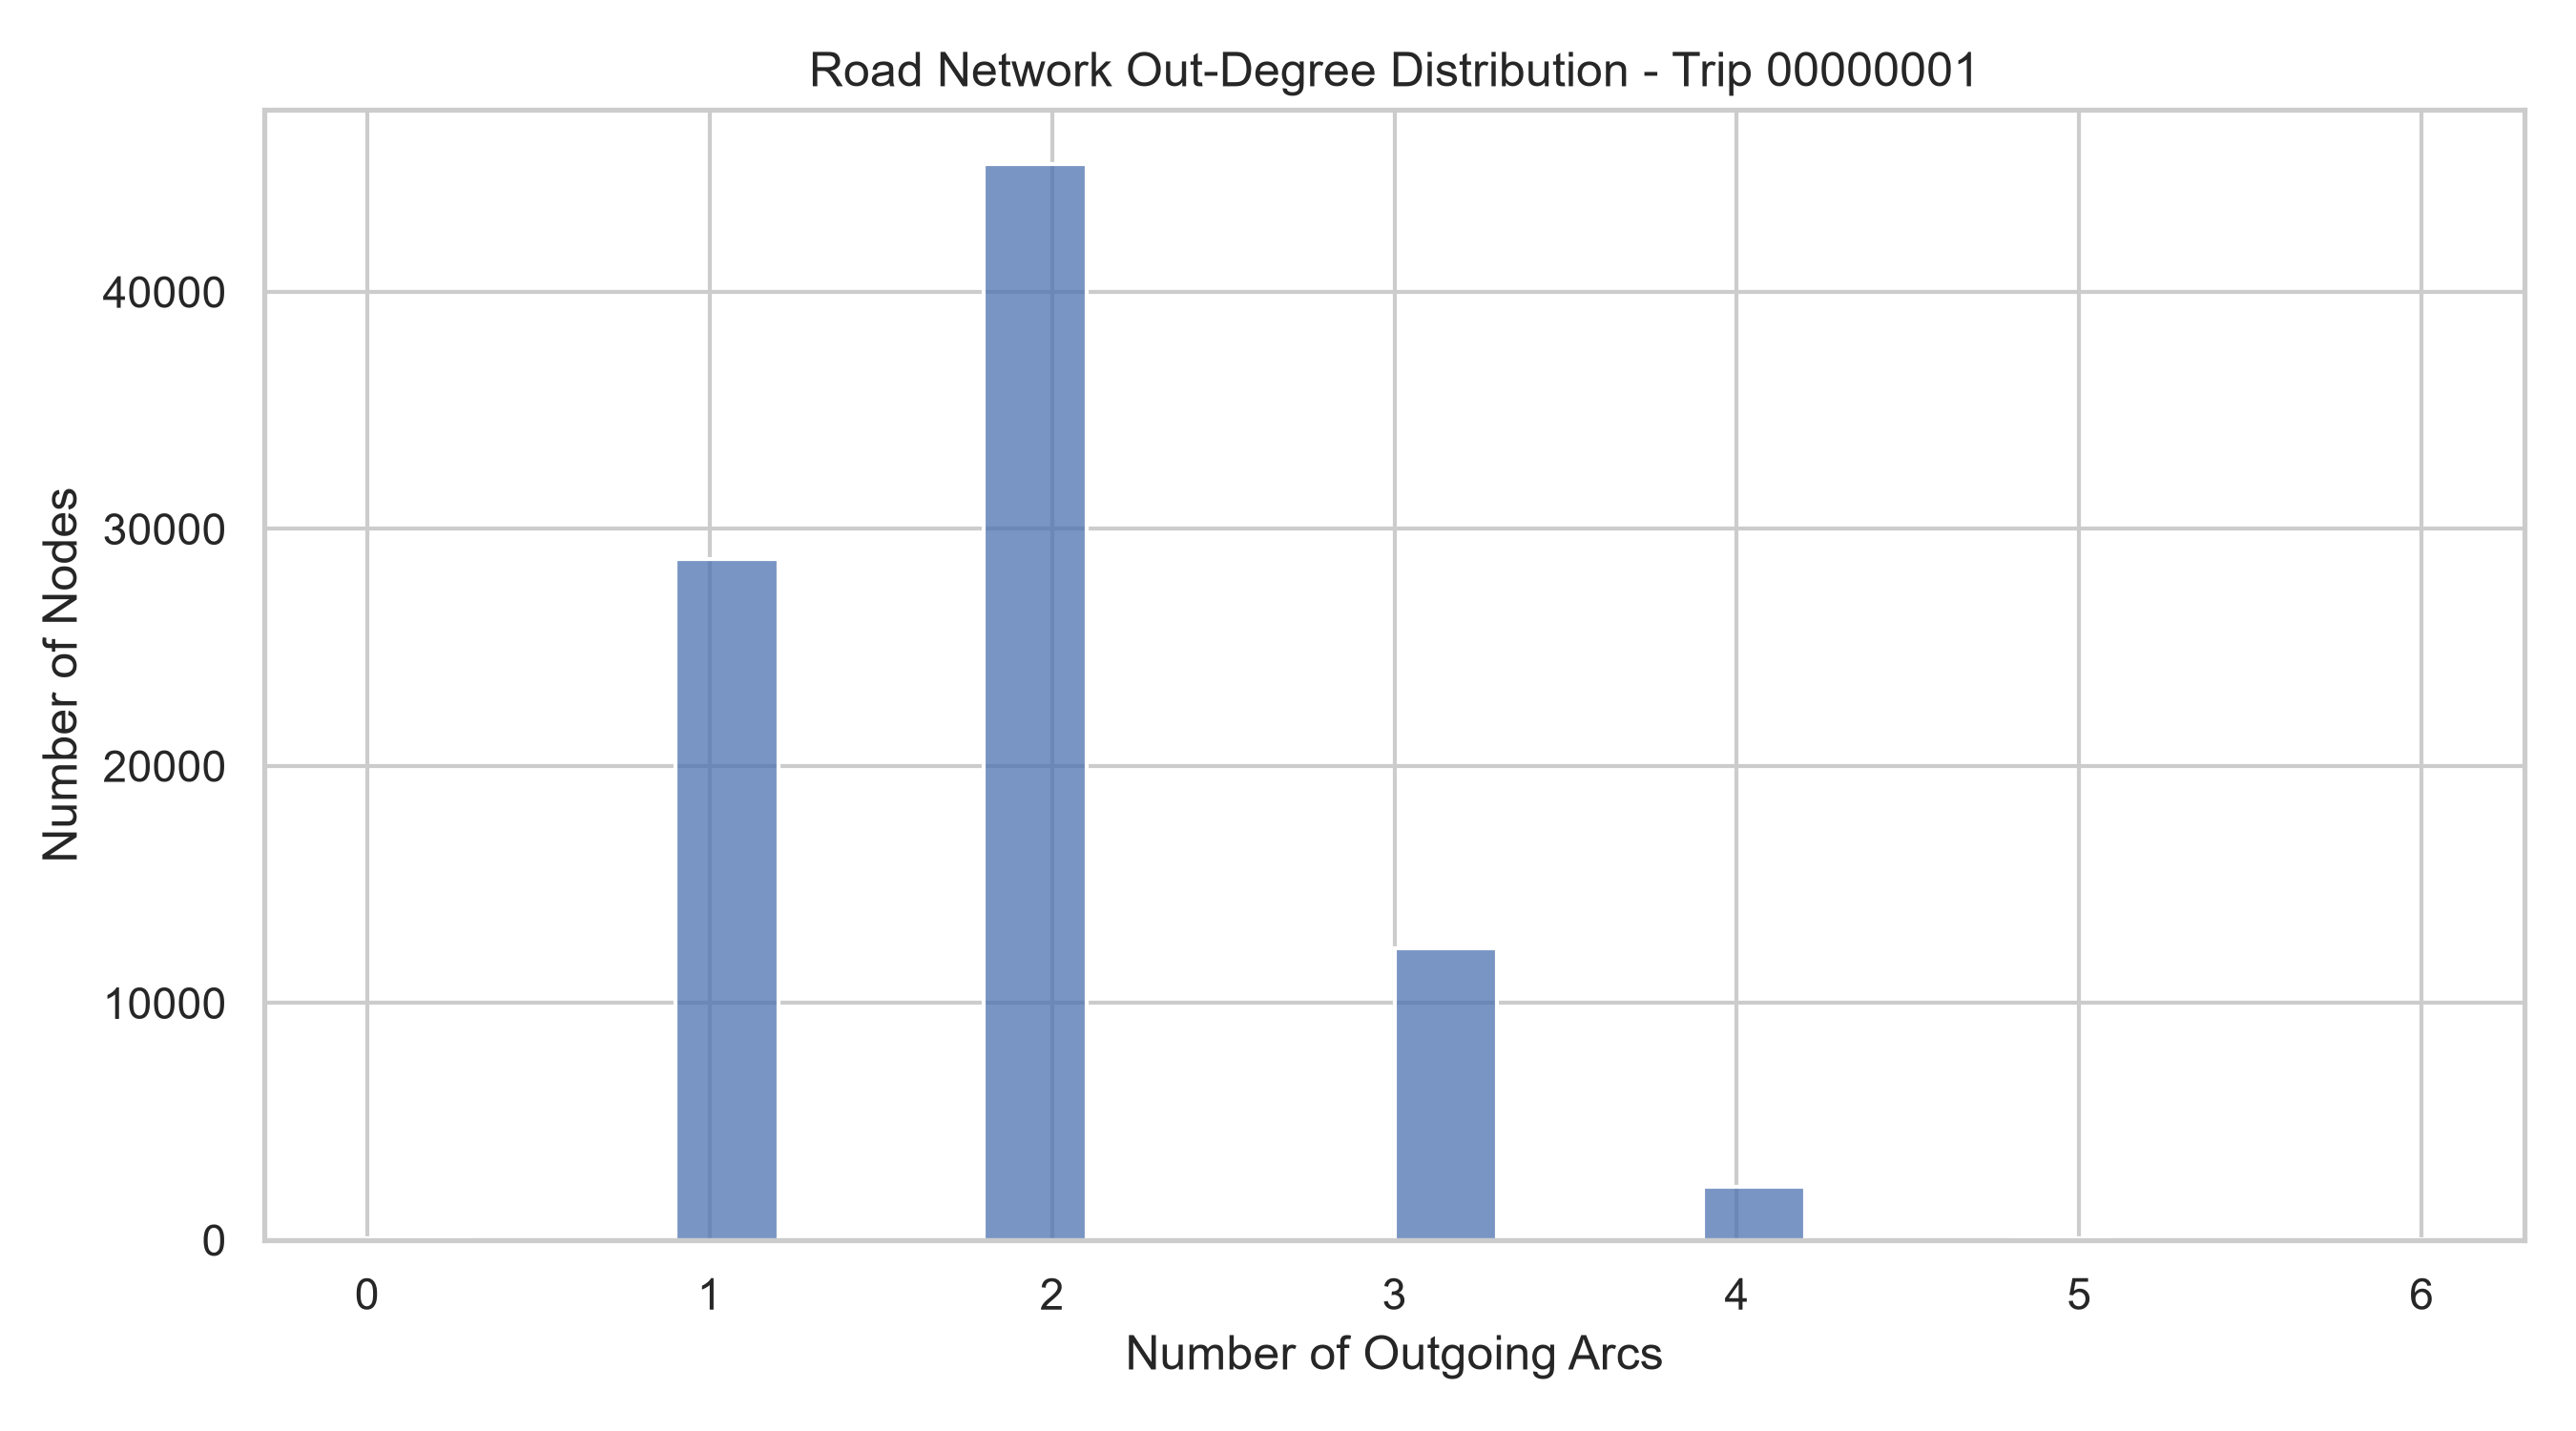 Road Network Out-Degree Distribution - Trip 00000001
Number of Nodes
40000
30000
20000
10000
0
0 1 2 3 4 5 6
Number of Outgoing Arcs